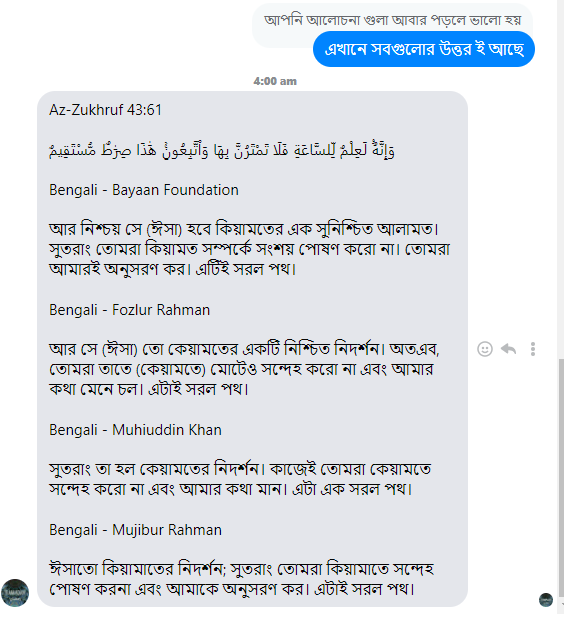 আপনি আলোচনা গুলা আবার পড়লে ভালো হয়
এখানে সবগুলোর উত্তর ই আছে
4:00 am
Az-Zukhruf 43:61
وَإِنَّهُۥ لَعِلْمٌ لِّلسَّاعَةِ فَلَا تَمْتَرُنَّ بِهَا وَٱتَّبِعُونِۚ هَٰذَا صِرَٰطٌ مُّسْتَقِيمٌ
Bengali - Bayaan Foundation
আর নিশ্চয় সে (ঈসা) হবে কিয়ামতের এক সুনিশ্চিত আলামত।
সুতরাং তোমরা কিয়ামত সম্পর্কে সংশয় পোষণ করো না। তোমরা
আমারই অনুসরণ কর। এটিই সরল পথ।
Bengali - Fozlur Rahman
আর সে (ঈসা) তো কেয়ামতের একটি নিশ্চিত নিদর্শন। অতএব,
তোমরা তাতে (কেয়ামতে) মোটেও সন্দেহ করো না এবং আমার
কথা মেনে চল। এটাই সরল পথ।
Bengali - Muhiuddin Khan
সুতরাং তা হল কেয়ামতের নিদর্শন। কাজেই তোমরা কেয়ামতে
সন্দেহ করো না এবং আমার কথা মান। এটা এক সরল পথ।
Bengali - Mujibur Rahman
ঈসাতো কিয়ামাতের নিদর্শন; সুতরাং তোমরা কিয়ামাতে সন্দেহ
পোষণ করনা এবং আমাকে অনুসরণ কর। এটাই সরল পথ।